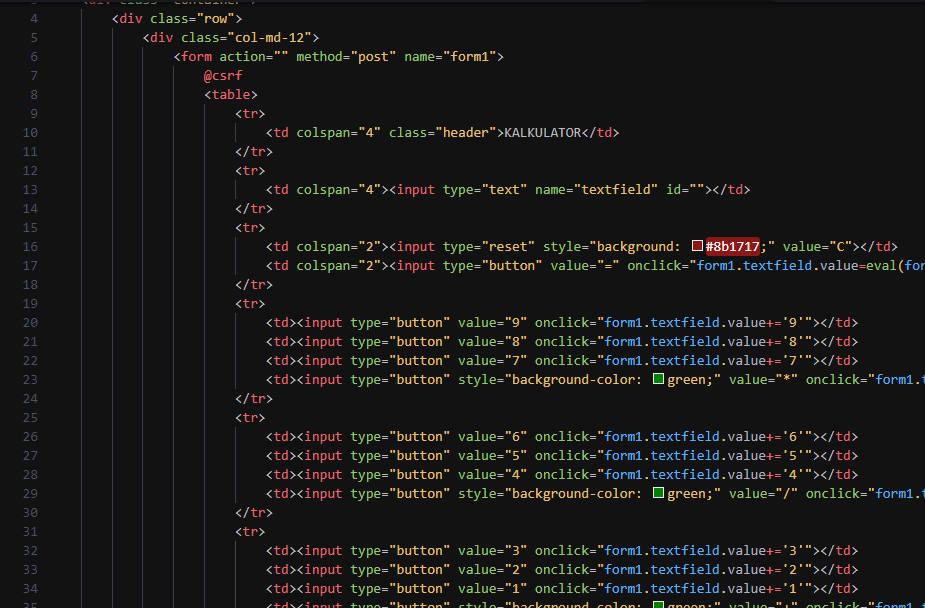 4 <div class="row">
5 <div class="col-md-12">
6 <form action="" method="post" name="form1">
7 @csrf
8 <table>
9 <tr>
10 <td colspan="4" class="header">KALKULATOR</td>
11 </tr>
12 <tr>
13 <td colspan="4"><input type="text" name="textfield" id=""></td>
14 </tr>
15 <tr>
16 <td colspan="2"><input type="reset" style="background: #8b1717;" value="C"></td>
17 <td colspan="2"><input type="button" value="=" onclick="form1.textfield.value=eval(for
18 </tr>
19 <tr>
20 <td><input type="button" value="9" onclick="form1.textfield.value+='9'"></td>
21 <td><input type="button" value="8" onclick="form1.textfield.value+='8'"></td>
22 <td><input type="button" value="7" onclick="form1.textfield.value+='7'"></td>
23 <td><input type="button" style="background-color: green;" value="*" onclick="form1.
24 </tr>
25 <tr>
26 <td><input type="button" value="6" onclick="form1.textfield.value+='6'"></td>
27 <td><input type="button" value="5" onclick="form1.textfield.value+='5'"></td>
28 <td><input type="button" value="4" onclick="form1.textfield.value+='4'"></td>
29 <td><input type="button" style="background-color: green;" value="/" onclick="form1.
30 </tr>
31 <tr>
32 <td><input type="button" value="3" onclick="form1.textfield.value+='3'"></td>
33 <td><input type="button" value="2" onclick="form1.textfield.value+='2'"></td>
34 <td><input type="button" value="1" onclick="form1.textfield.value+='1'"></td>